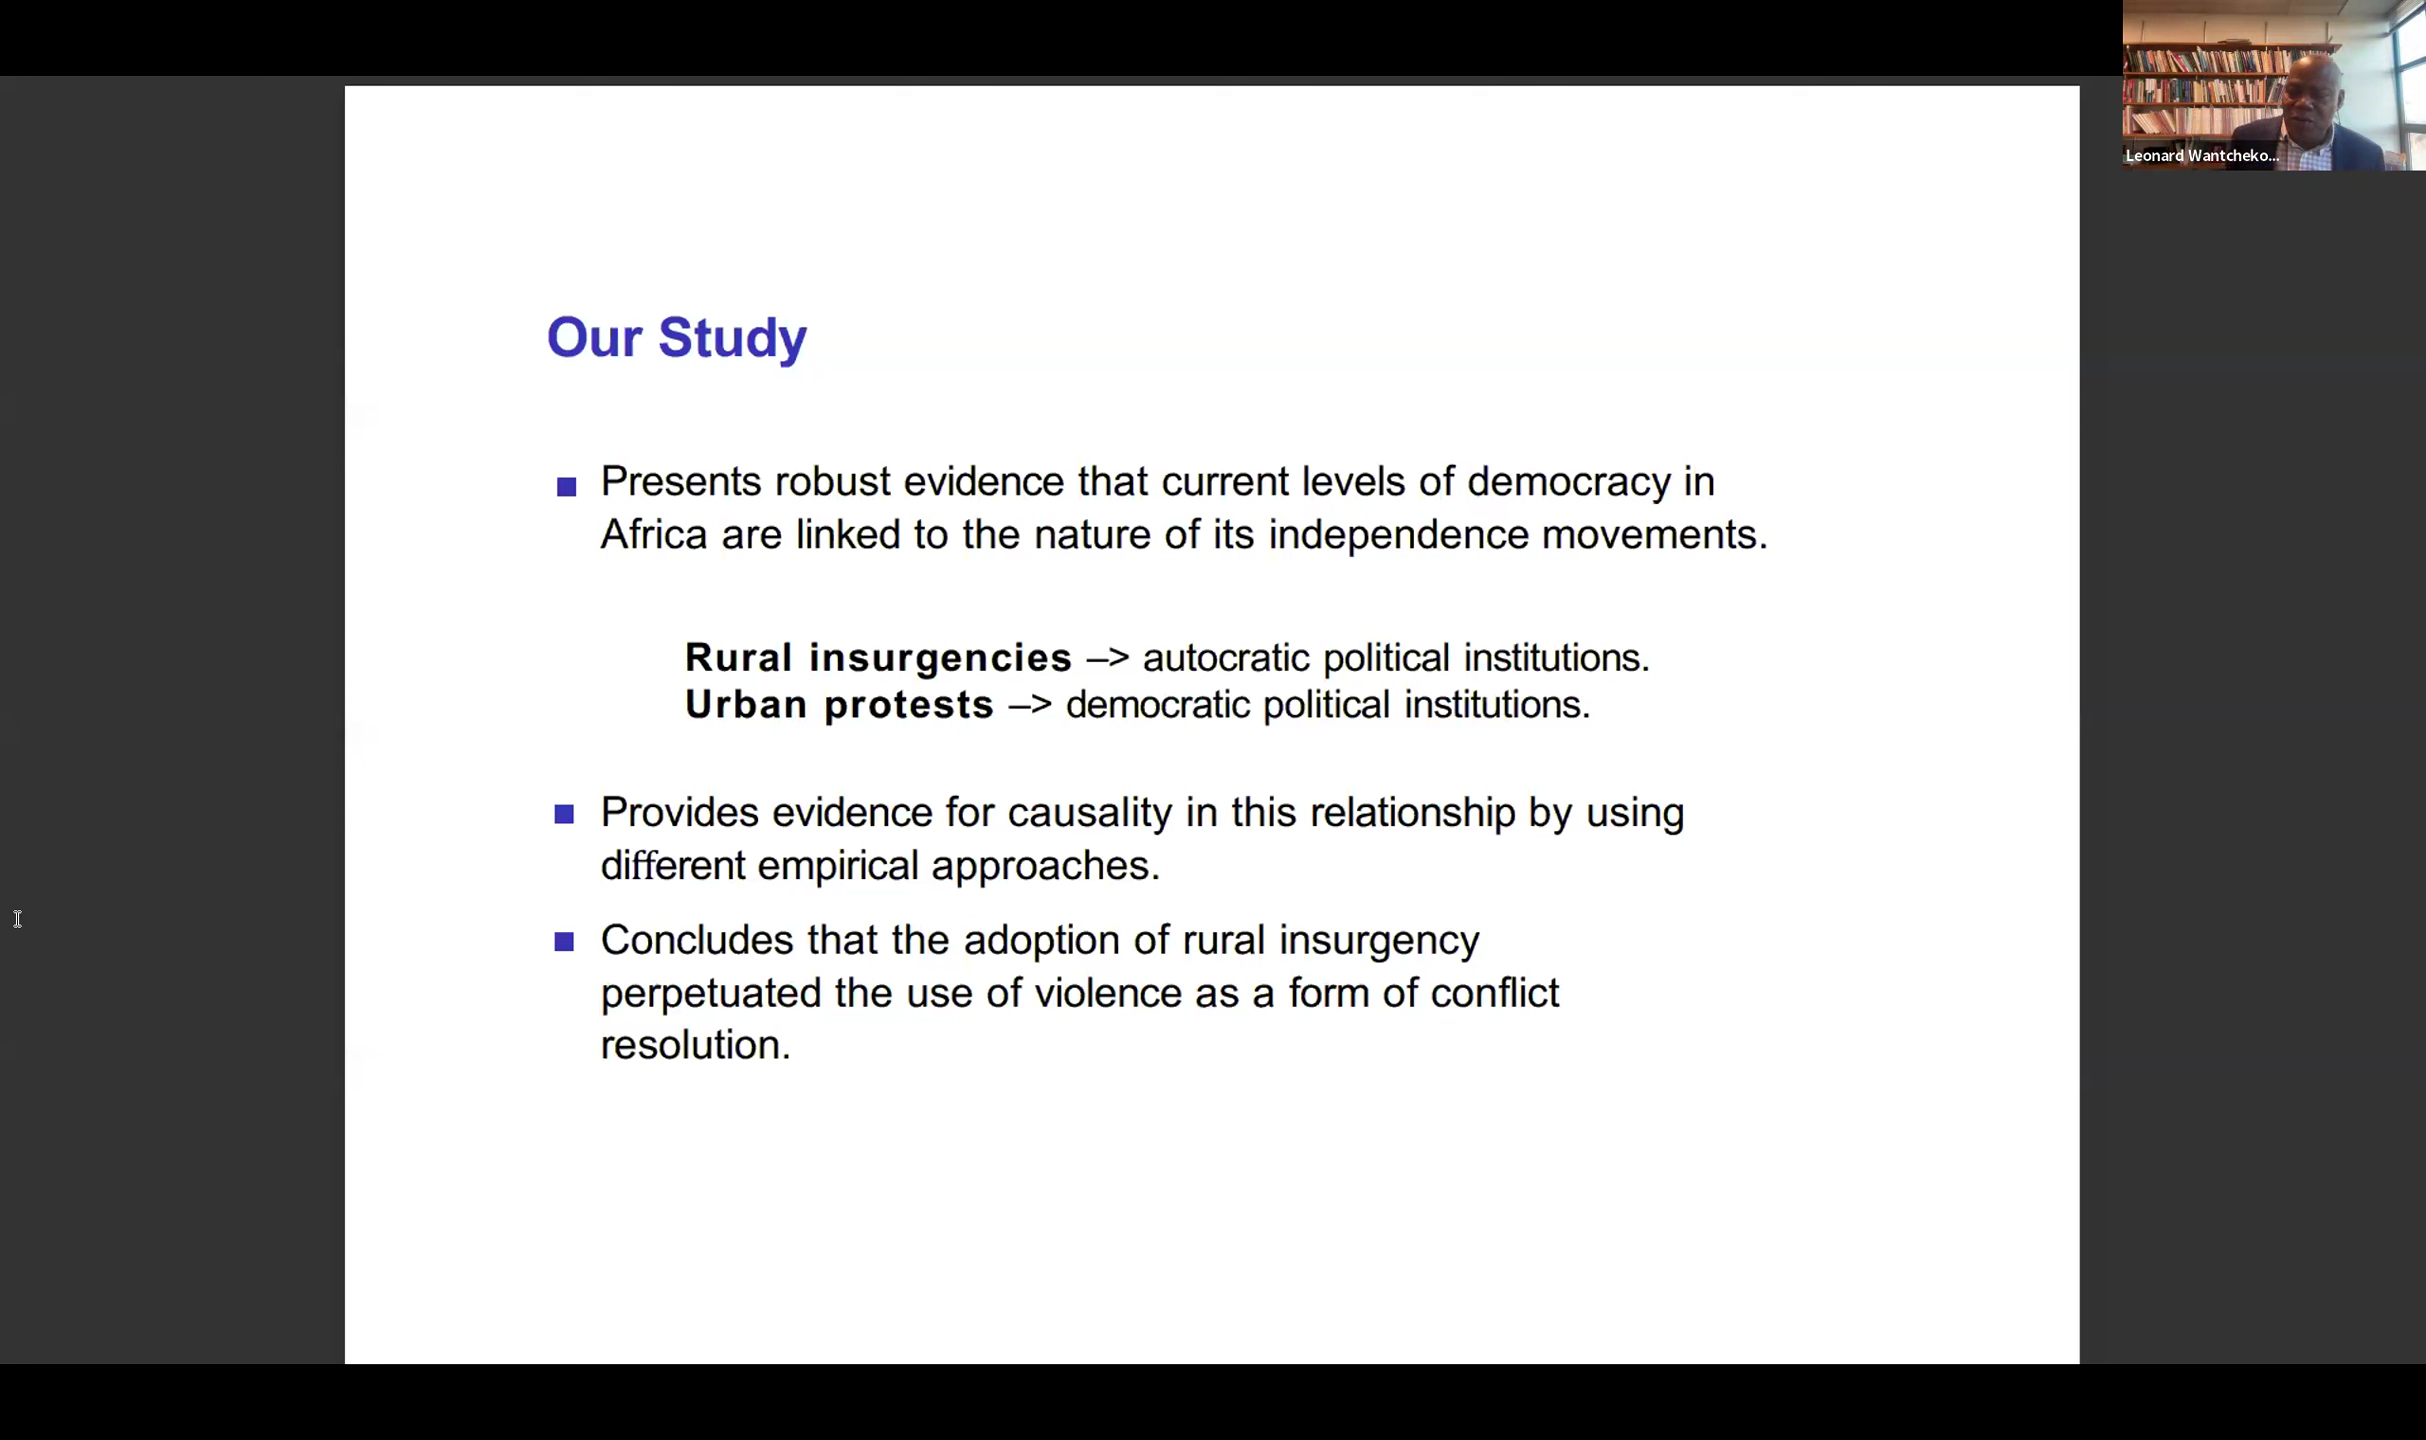 Leonard Wantcheko...
Our Study
Presents robust evidence that current levels of democracy in
Africa are linked to the nature of its independence movements.
Rural insurgencies –> autocratic political institutions.
Urban protests –> democratic political institutions.
Provides evidence for causality in this relationship by using
different empirical approaches.
Concludes that the adoption of rural insurgency
perpetuated the use of violence as a form of conflict
resolution.